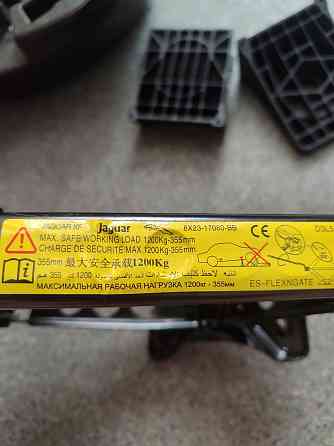 JAGUAR XF Jaguar 8X23-17080-BB CE
MAX. SAFE WORKING LOAD 1200Kg-355mm
CHARGE DE SECURITE MAX.1200Kg-355mm
355mm 最大安全承载1200Kg
МАКСИМАЛЬНАЯ РАБОЧАЯ НАГРУЗКА 1200кг - 355мм ES-FLEXNGATE